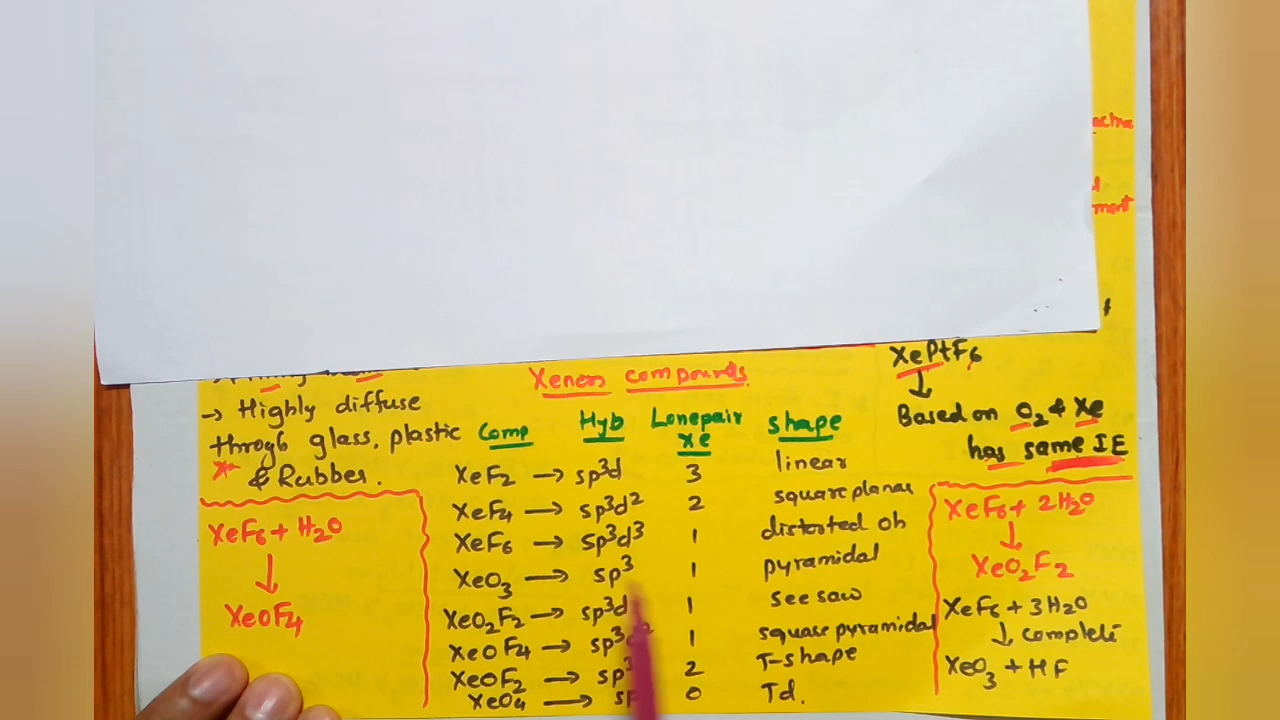 Xenon compounds
→ Highly diffuse
througb glass, plastic
* & Rubber.
XeF6 + H2O
↓
XeOF4
Comp Hyb Lonepair Xe shape
XeF2 → sp³d 3 linear
XeF4 → sp³d² 2 square planar
XeF6 → sp³d³ 1 distorted oh
XeO3 → sp³ 1 pyramidal
XeO2F2 → sp³d 1 see saw
XeOF4 → sp³ 1 square pyramidal
XeOF2 → 2 T-shape
XeO4 → 0 Td.
XePtF6
↓
Based on O2 & Xe
has same IE
XeF6 + 2H2O
↓
XeO2F2
XeF6 + 3H2O
↓ complete
XeO3 + HF